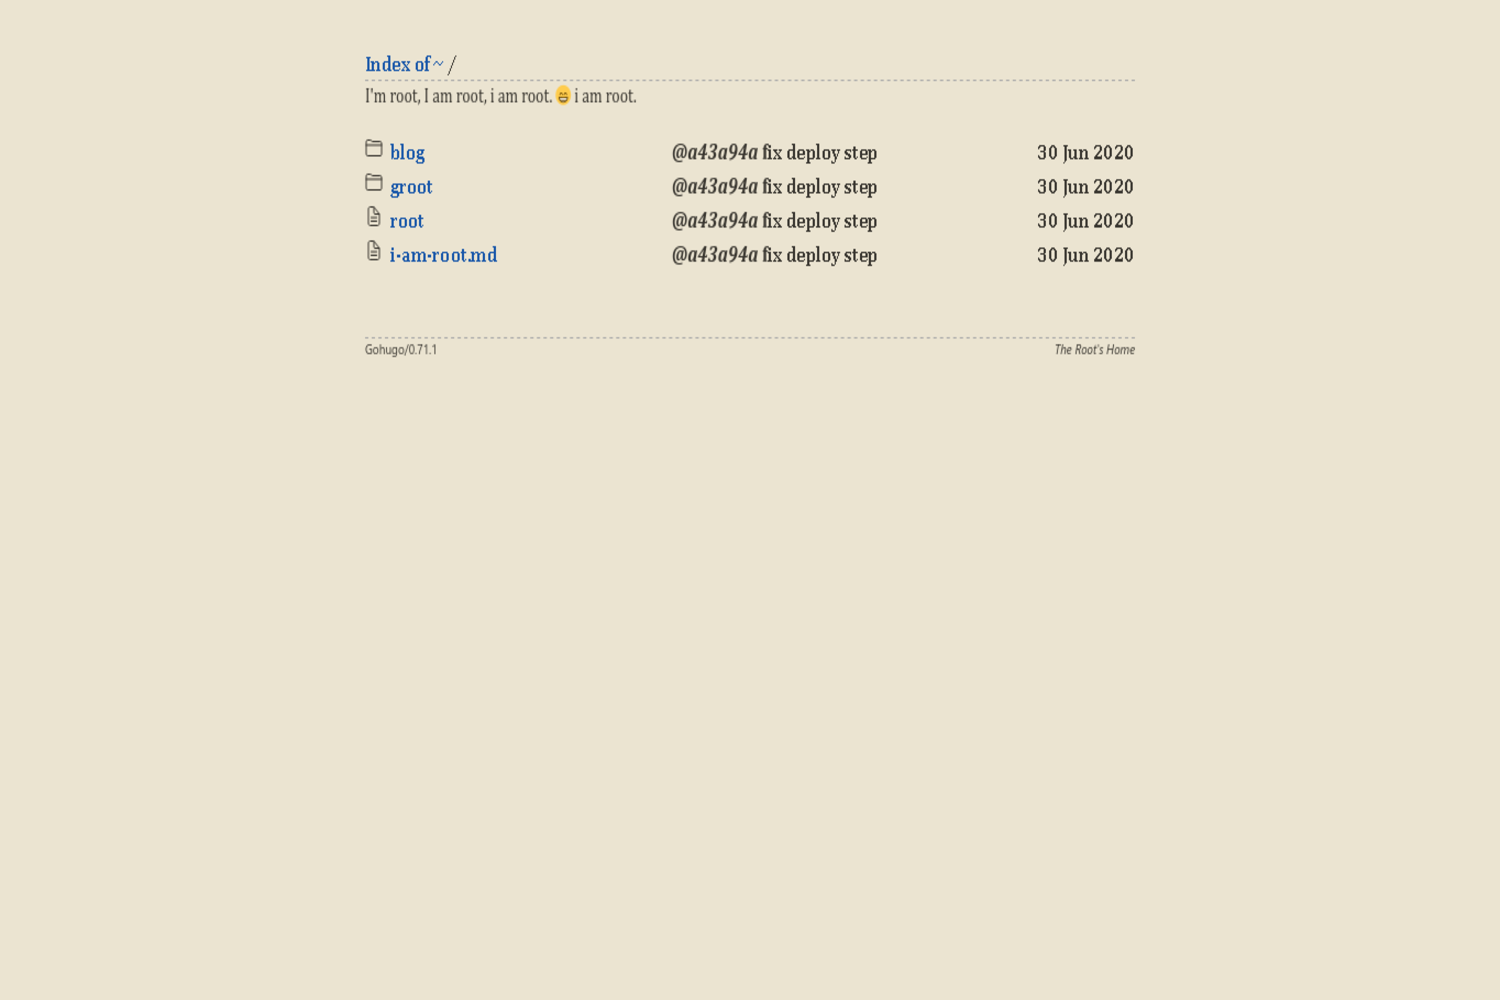 Index of ~ /
I'm root, I am root, i am root. 😄 i am root.
blog @a43a94a fix deploy step 30 Jun 2020
groot @a43a94a fix deploy step 30 Jun 2020
root @a43a94a fix deploy step 30 Jun 2020
i-am-root.md @a43a94a fix deploy step 30 Jun 2020
Gohugo/0.71.1 The Root's Home